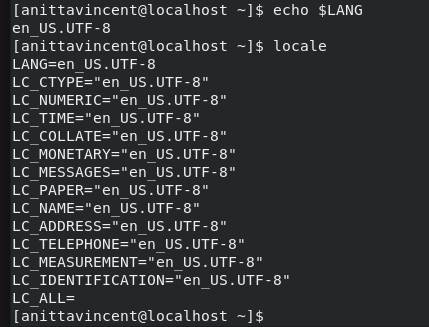 [anittavincent@localhost ~]$ echo $LANG
en_US.UTF-8
[anittavincent@localhost ~]$ locale
LANG=en_US.UTF-8
LC_CTYPE="en_US.UTF-8"
LC_NUMERIC="en_US.UTF-8"
LC_TIME="en_US.UTF-8"
LC_COLLATE="en_US.UTF-8"
LC_MONETARY="en_US.UTF-8"
LC_MESSAGES="en_US.UTF-8"
LC_PAPER="en_US.UTF-8"
LC_NAME="en_US.UTF-8"
LC_ADDRESS="en_US.UTF-8"
LC_TELEPHONE="en_US.UTF-8"
LC_MEASUREMENT="en_US.UTF-8"
LC_IDENTIFICATION="en_US.UTF-8"
LC_ALL=
[anittavincent@localhost ~]$